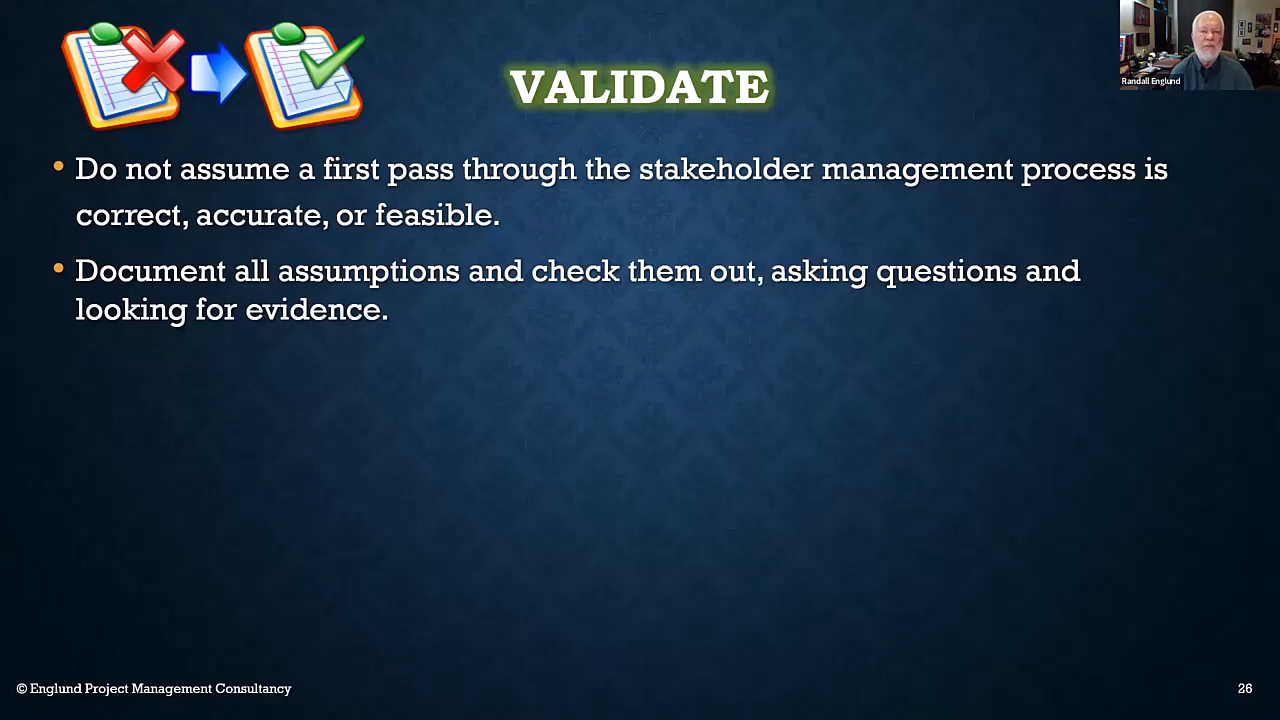 VALIDATE
Randall Englund
• Do not assume a first pass through the stakeholder management process is
correct, accurate, or feasible.
• Document all assumptions and check them out, asking questions and
looking for evidence.
© Englund Project Management Consultancy
26